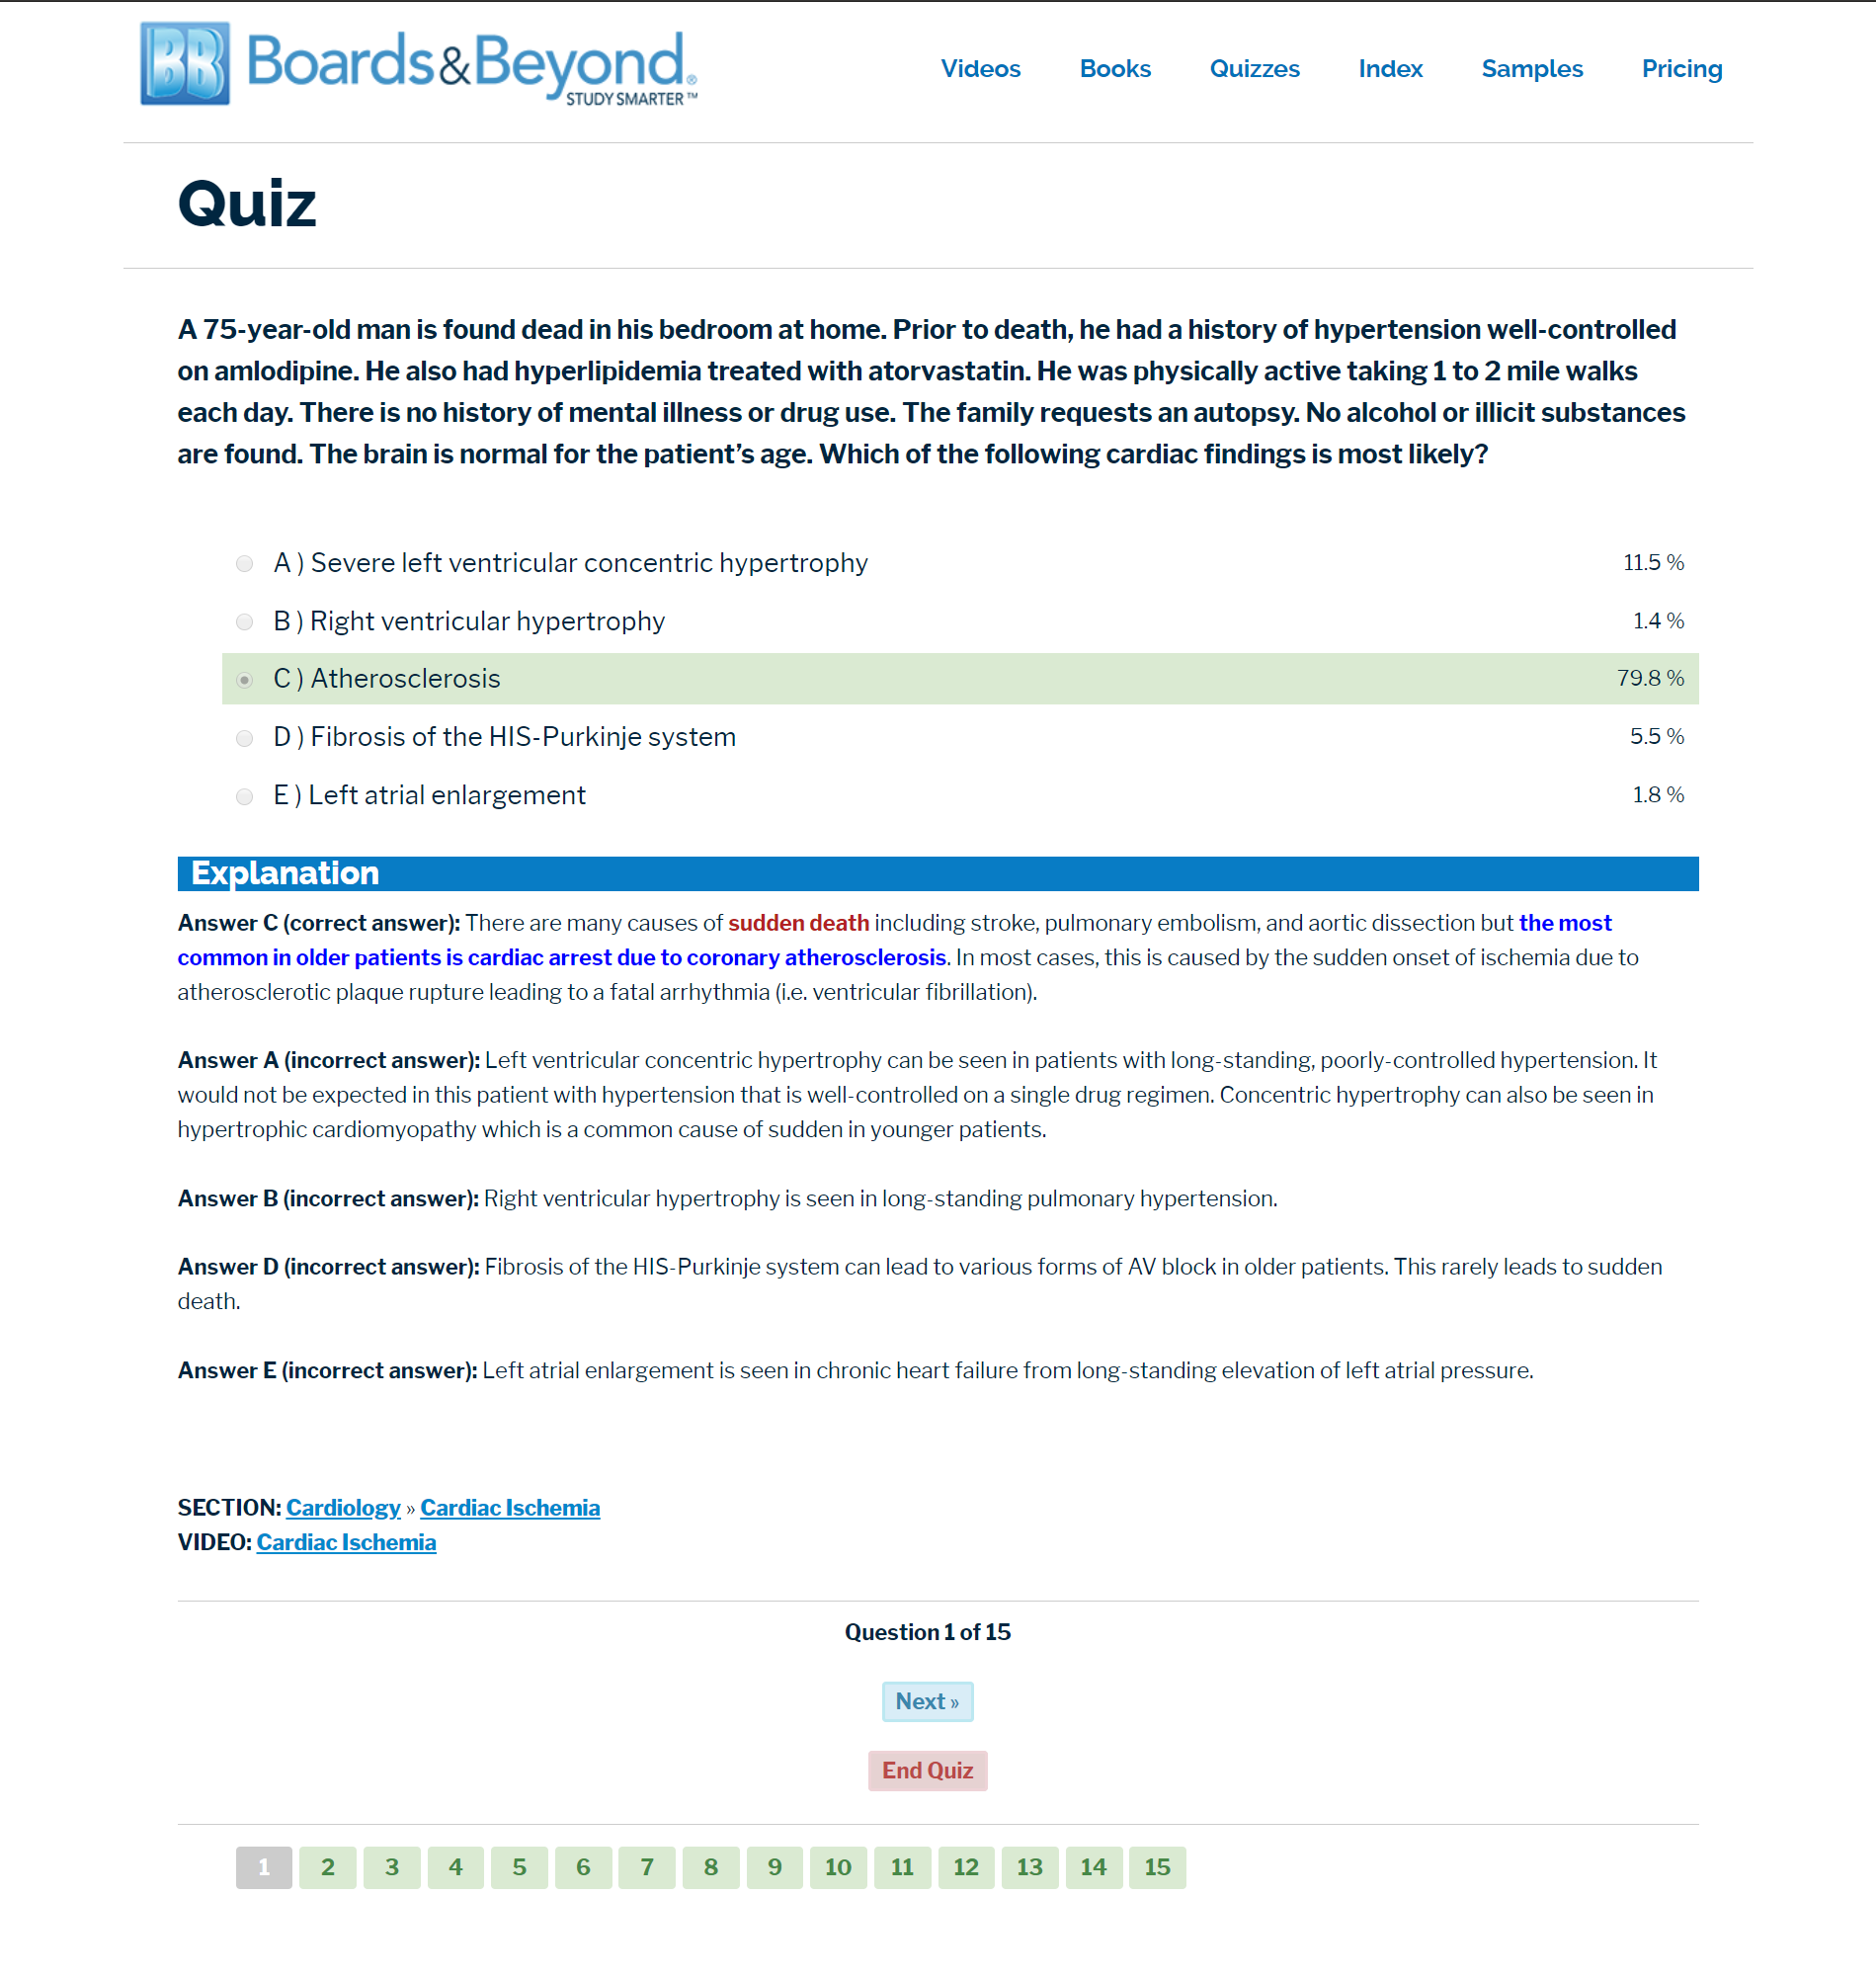 BB Boards&Beyond®
STUDY SMARTER™
Videos Books Quizzes Index Samples Pricing
Quiz
A 75-year-old man is found dead in his bedroom at home. Prior to death, he had a history of hypertension well-controlled
on amlodipine. He also had hyperlipidemia treated with atorvastatin. He was physically active taking 1 to 2 mile walks
each day. There is no history of mental illness or drug use. The family requests an autopsy. No alcohol or illicit substances
are found. The brain is normal for the patient’s age. Which of the following cardiac findings is most likely?
A ) Severe left ventricular concentric hypertrophy 11.5 %
B ) Right ventricular hypertrophy 1.4 %
C ) Atherosclerosis 79.8 %
D ) Fibrosis of the HIS-Purkinje system 5.5 %
E ) Left atrial enlargement 1.8 %
Explanation
Answer C (correct answer): There are many causes of sudden death including stroke, pulmonary embolism, and aortic dissection but the most
common in older patients is cardiac arrest due to coronary atherosclerosis. In most cases, this is caused by the sudden onset of ischemia due to
atherosclerotic plaque rupture leading to a fatal arrhythmia (i.e. ventricular fibrillation).
Answer A (incorrect answer): Left ventricular concentric hypertrophy can be seen in patients with long-standing, poorly-controlled hypertension. It
would not be expected in this patient with hypertension that is well-controlled on a single drug regimen. Concentric hypertrophy can also be seen in
hypertrophic cardiomyopathy which is a common cause of sudden in younger patients.
Answer B (incorrect answer): Right ventricular hypertrophy is seen in long-standing pulmonary hypertension.
Answer D (incorrect answer): Fibrosis of the HIS-Purkinje system can lead to various forms of AV block in older patients. This rarely leads to sudden
death.
Answer E (incorrect answer): Left atrial enlargement is seen in chronic heart failure from long-standing elevation of left atrial pressure.
SECTION: Cardiology » Cardiac Ischemia
VIDEO: Cardiac Ischemia
Question 1 of 15
Next »
End Quiz
1 2 3 4 5 6 7 8 9 10 11 12 13 14 15